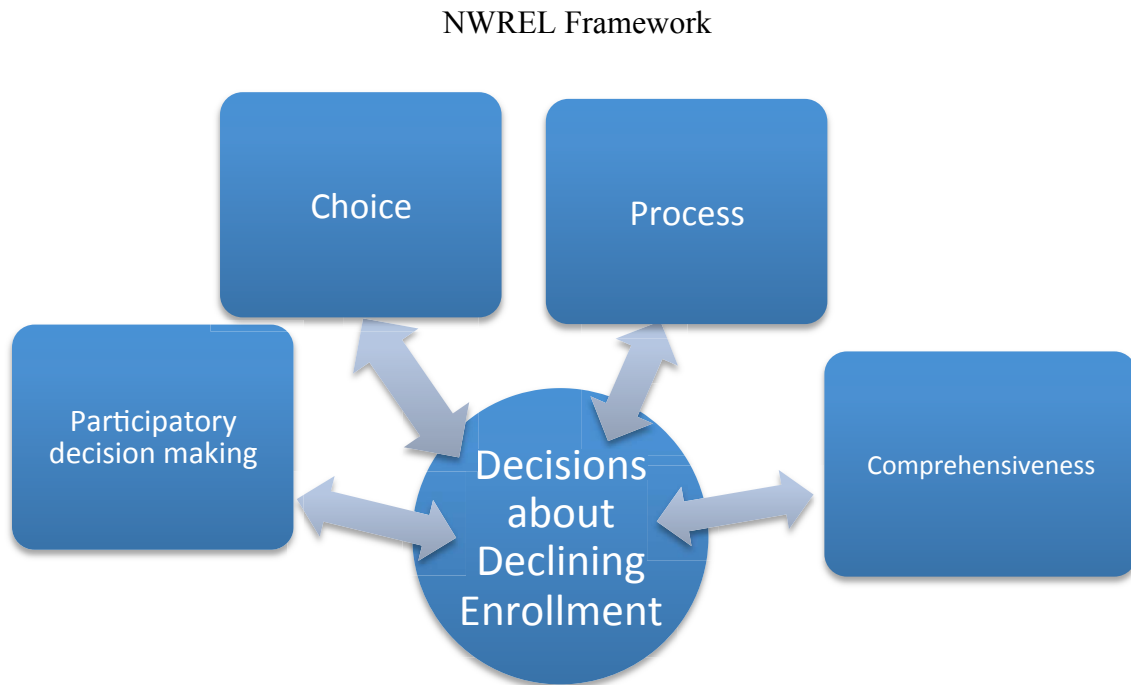 NWREL Framework
Choice
Process
Participatory
decision making
Comprehensiveness
Decisions
about
Declining
Enrollment